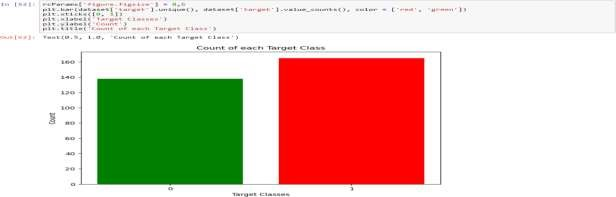 In [52]: rcParams['figure.figsize'] = 8,6
plt.bar(dataset['target'].unique(), dataset['target'].value_counts(), color = ['red', 'green'])
plt.xticks([0, 1])
plt.xlabel('Target Classes')
plt.ylabel('Count')
plt.title('Count of each Target Class')
Out[52]: Text(0.5, 1.0, 'Count of each Target Class')
Count of each Target Class
160
140
120
100
80
60
40
20
0
Count
0 1
Target Classes